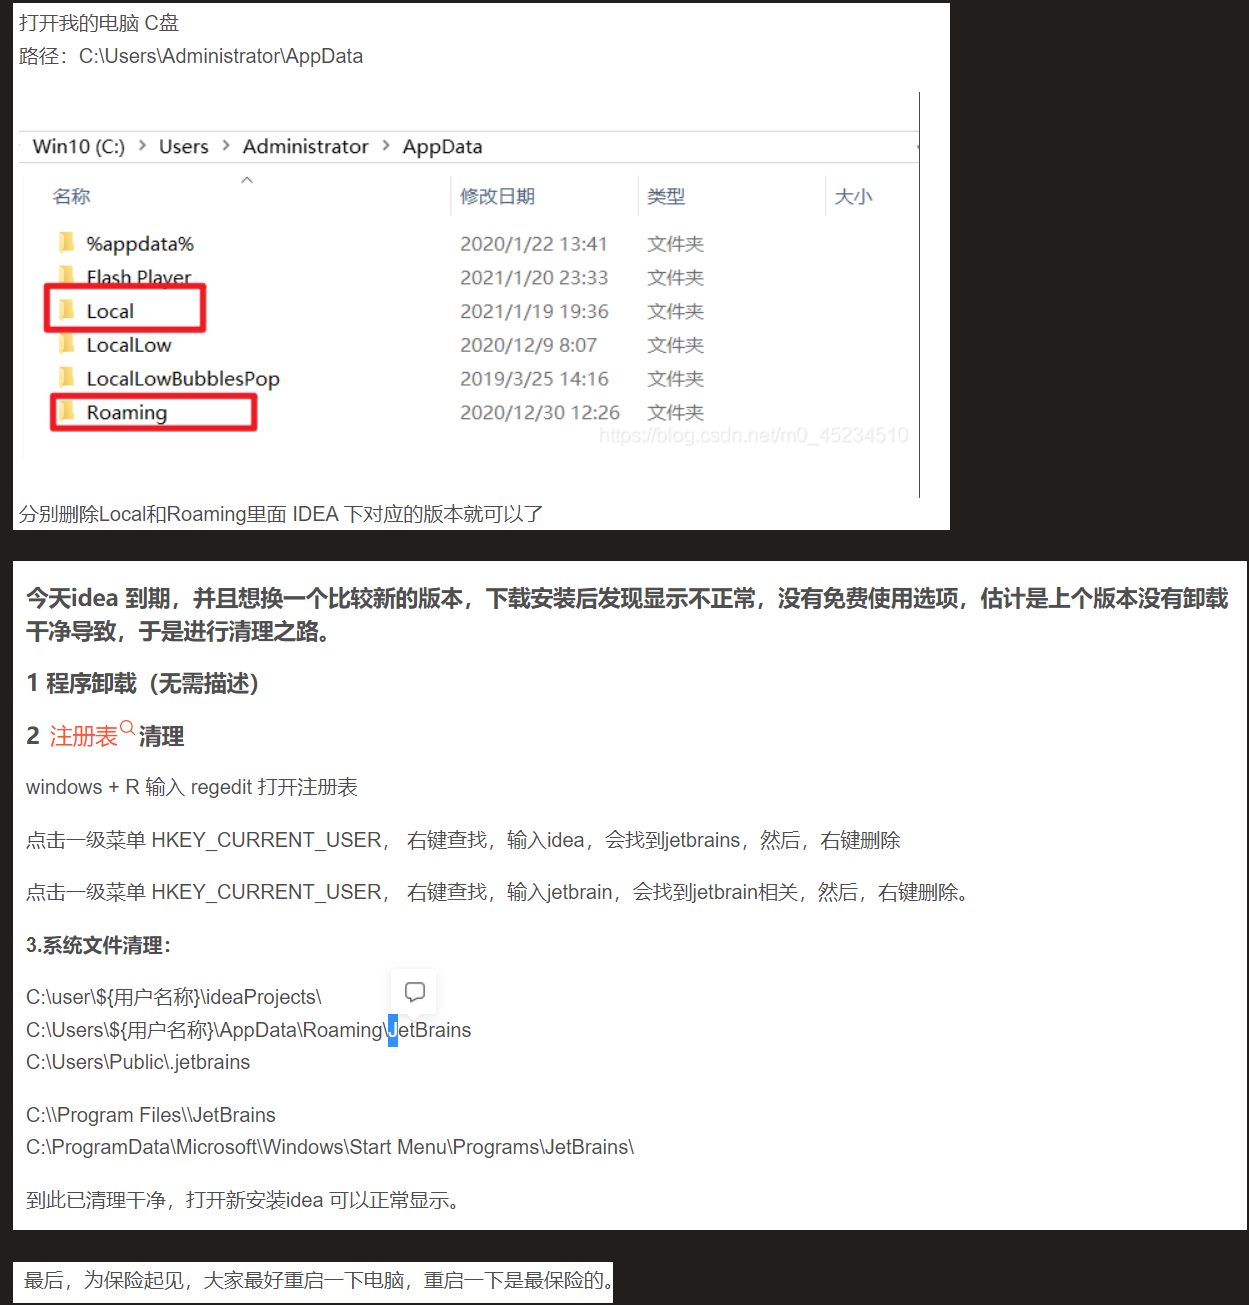 打开我的电脑 C盘
路径：C:\Users\Administrator\AppData
Win10 (C:) > Users > Administrator > AppData
名称 修改日期 类型 大小
%appdata% 2020/1/22 13:41 文件夹
Flash Player 2021/1/20 23:33 文件夹
Local 2021/1/19 19:36 文件夹
LocalLow 2020/12/9 8:07 文件夹
LocalLowBubblesPop 2019/3/25 14:16 文件夹
Roaming 2020/12/30 12:26 文件夹
https://blog.csdn.net/m0_45234510
分别删除Local和Roaming里面 IDEA 下对应的版本就可以了
今天idea 到期，并且想换一个比较新的版本，下载安装后发现显示不正常，没有免费使用选项，估计是上个版本没有卸载
干净导致，于是进行清理之路。
1 程序卸载（无需描述）
2 注册表清理
windows + R 输入 regedit 打开注册表
点击一级菜单 HKEY_CURRENT_USER， 右键查找，输入idea，会找到jetbrains，然后，右键删除
点击一级菜单 HKEY_CURRENT_USER， 右键查找，输入jetbrain，会找到jetbrain相关，然后，右键删除。
3.系统文件清理：
C:\user\${用户名称}\ideaProjects\
C:\Users\${用户名称}\AppData\Roaming\JetBrains
C:\Users\Public\.jetbrains
C:\\Program Files\\JetBrains
C:\ProgramData\Microsoft\Windows\Start Menu\Programs\JetBrains\
到此已清理干净，打开新安装idea 可以正常显示。
最后，为保险起见，大家最好重启一下电脑，重启一下是最保险的。